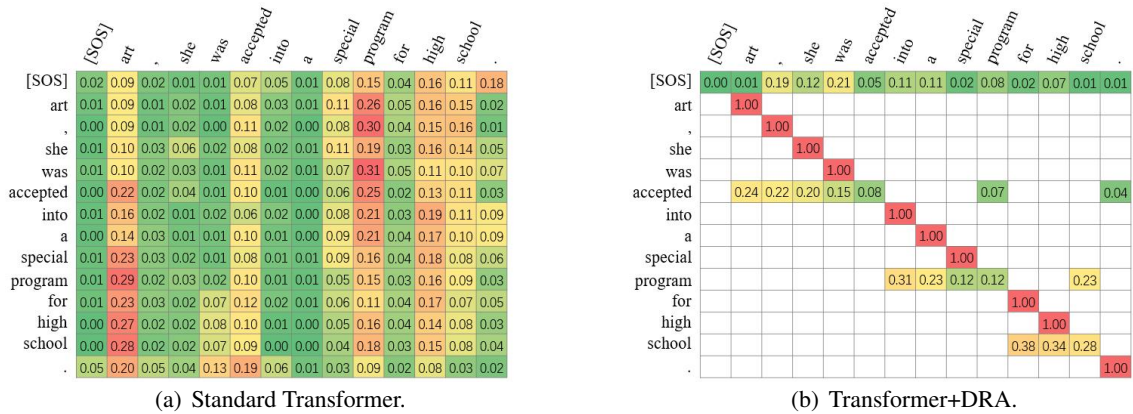 [SOS] art , she was accepted into a special program for high school .
[SOS] 0.02 0.09 0.02 0.01 0.01 0.07 0.05 0.01 0.08 0.15 0.04 0.16 0.11 0.18
art 0.01 0.09 0.01 0.02 0.01 0.08 0.03 0.01 0.11 0.26 0.05 0.16 0.15 0.02
, 0.00 0.09 0.01 0.02 0.00 0.11 0.02 0.00 0.08 0.30 0.04 0.15 0.16 0.01
she 0.01 0.10 0.03 0.06 0.02 0.08 0.02 0.01 0.11 0.19 0.03 0.16 0.14 0.05
was 0.01 0.10 0.02 0.03 0.01 0.11 0.02 0.01 0.07 0.31 0.05 0.11 0.10 0.07
accepted 0.00 0.22 0.02 0.04 0.01 0.10 0.01 0.00 0.06 0.25 0.02 0.13 0.11 0.03
into 0.01 0.16 0.02 0.01 0.02 0.06 0.02 0.00 0.08 0.21 0.03 0.19 0.11 0.09
a 0.00 0.14 0.03 0.01 0.01 0.10 0.01 0.00 0.09 0.21 0.04 0.17 0.10 0.09
special 0.01 0.23 0.03 0.02 0.01 0.08 0.01 0.01 0.09 0.16 0.04 0.18 0.08 0.06
program 0.01 0.29 0.02 0.03 0.02 0.10 0.01 0.00 0.05 0.15 0.03 0.16 0.09 0.03
for 0.01 0.23 0.03 0.02 0.07 0.12 0.02 0.01 0.06 0.11 0.04 0.17 0.07 0.05
high 0.00 0.27 0.02 0.02 0.08 0.10 0.01 0.00 0.05 0.16 0.04 0.14 0.08 0.03
school 0.00 0.28 0.02 0.02 0.07 0.09 0.00 0.00 0.04 0.18 0.03 0.15 0.08 0.04
. 0.05 0.20 0.05 0.04 0.13 0.19 0.06 0.01 0.03 0.09 0.02 0.08 0.03 0.02
(a) Standard Transformer.
[SOS] art , she was accepted into a special program for high school .
[SOS] 0.00 0.01 0.19 0.12 0.21 0.05 0.11 0.11 0.02 0.08 0.02 0.07 0.01 0.01
art 1.00
, 1.00
she 1.00
was 1.00
accepted 0.24 0.22 0.20 0.15 0.08 0.07 0.04
into 1.00
a 1.00
special 1.00
program 0.31 0.23 0.12 0.12 0.23
for 1.00
high 1.00
school 0.38 0.34 0.28
. 1.00
(b) Transformer+DRA.